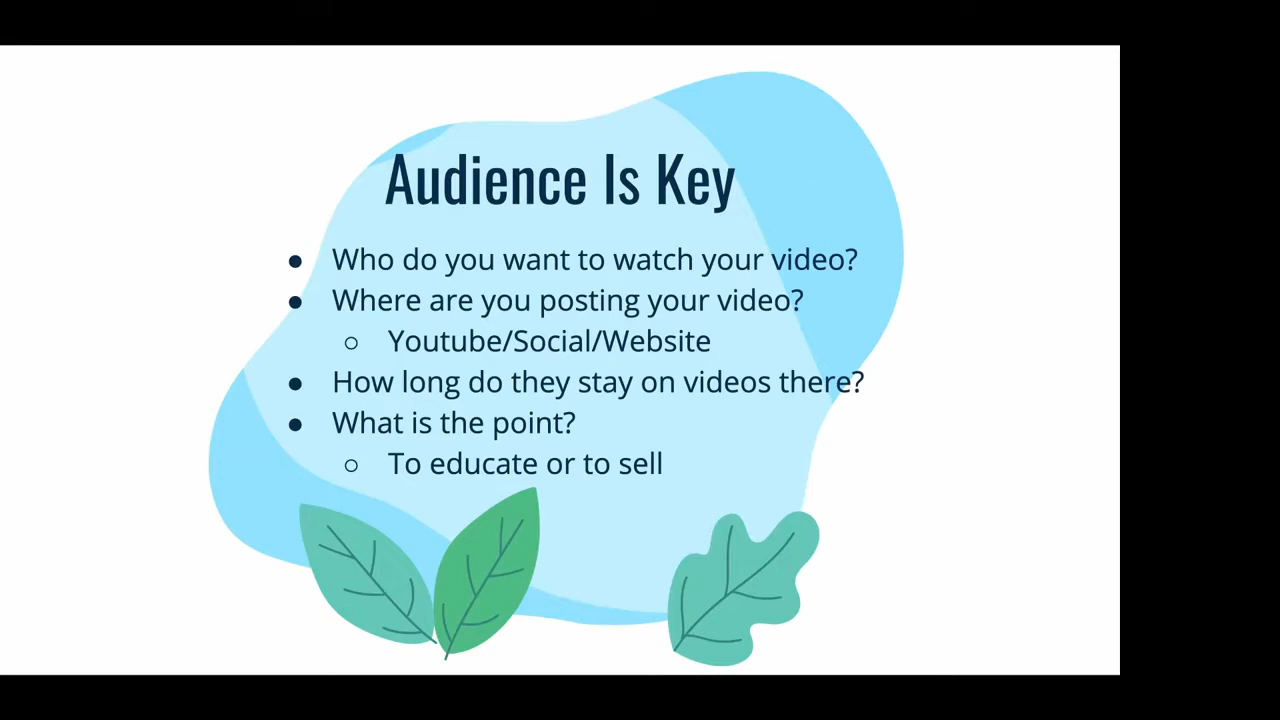 Audience Is Key
● Who do you want to watch your video?
● Where are you posting your video?
○ Youtube/Social/Website
● How long do they stay on videos there?
● What is the point?
○ To educate or to sell